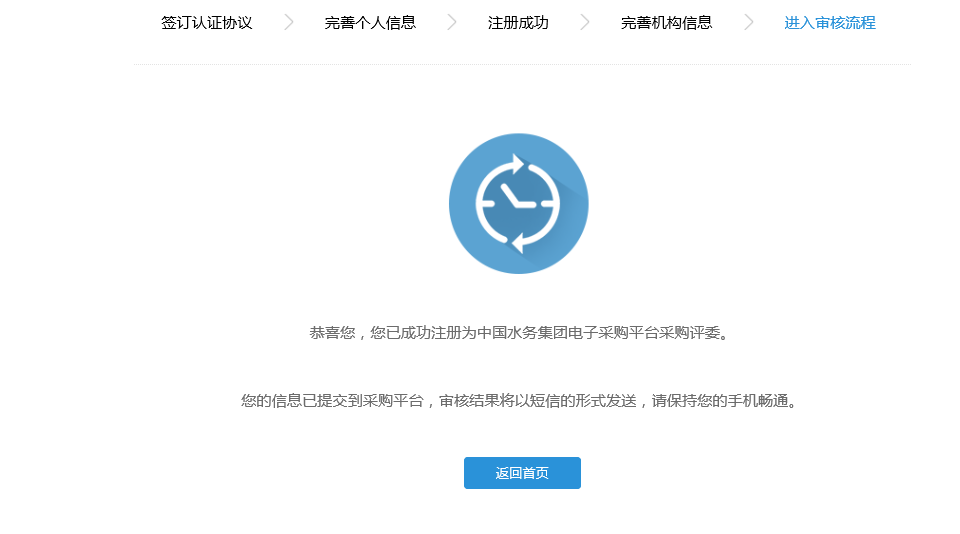 签订认证协议 完善个人信息 注册成功 完善机构信息 进入审核流程
恭喜您，您已成功注册为中国水务集团电子采购平台采购评委。
您的信息已提交到采购平台，审核结果将以短信的形式发送，请保持您的手机畅通。
返回首页